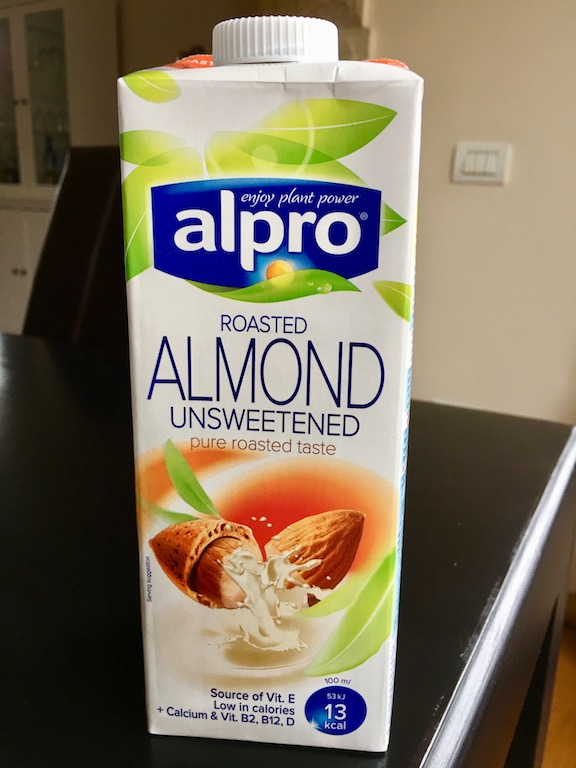 enjoy plant power
alpro®
ROASTED
ALMOND
UNSWEETENED
pure roasted taste
Serving suggestion
Source of Vit. E
Low in calories
+ Calcium & Vit. B2, B12, D
100 ml
53 kJ
13
kcal